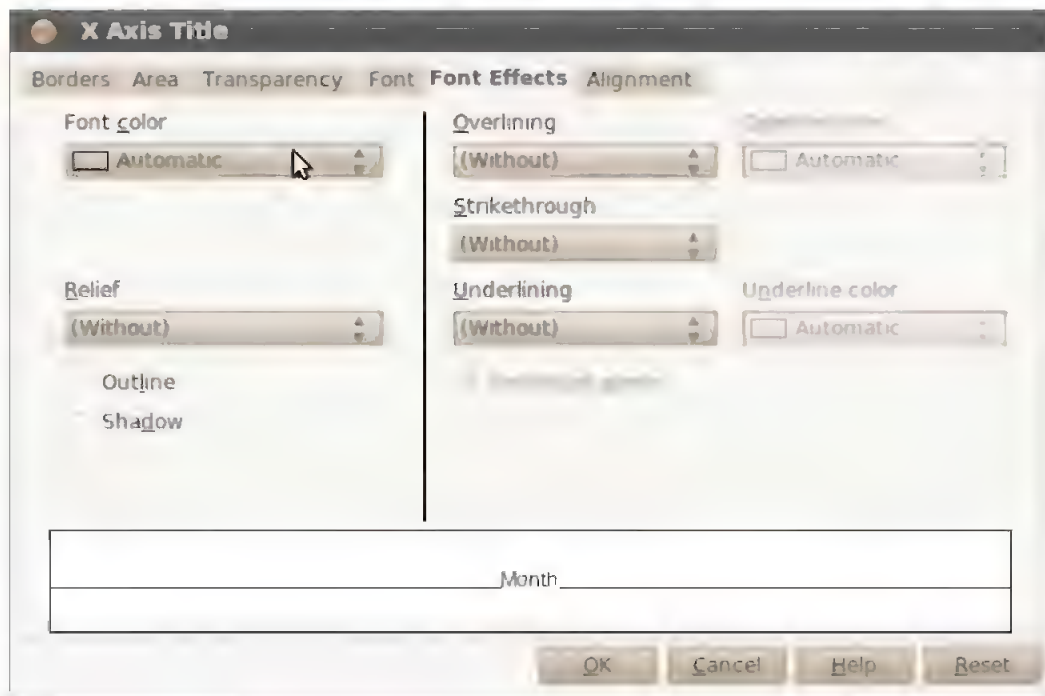 X Axis Title
Borders Area Transparency Font Font Effects Alignment
Font color
Automatic
Overlining
(Without)
Automatic
Strikethrough
(Without)
Relief
(Without)
Underlining
(Without)
Underline color
Automatic
Outline
Shadow
Month
OK Cancel Help Reset